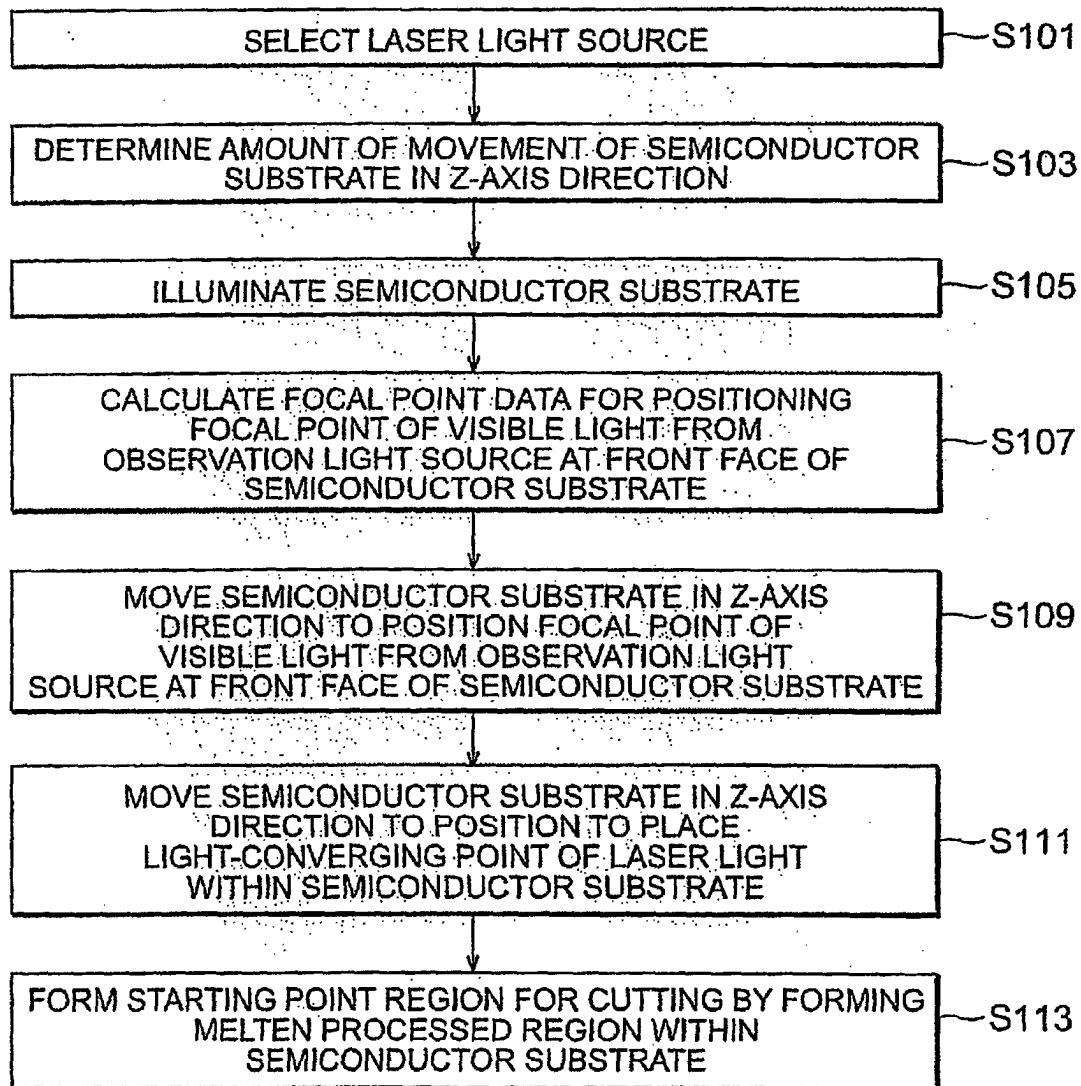 SELECT LASER LIGHT SOURCE
S101
DETERMINE AMOUNT OF MOVEMENT OF SEMICONDUCTOR
SUBSTRATE IN Z-AXIS DIRECTION
S103
ILLUMINATE SEMICONDUCTOR SUBSTRATE
S105
CALCULATE FOCAL POINT DATA FOR POSITIONING
FOCAL POINT OF VISIBLE LIGHT FROM
OBSERVATION LIGHT SOURCE AT FRONT FACE OF
SEMICONDUCTOR SUBSTRATE
S107
MOVE SEMICONDUCTOR SUBSTRATE IN Z-AXIS
DIRECTION TO POSITION FOCAL POINT OF
VISIBLE LIGHT FROM OBSERVATION LIGHT
SOURCE AT FRONT FACE OF SEMICONDUCTOR SUBSTRATE
S109
MOVE SEMICONDUCTOR SUBSTRATE IN Z-AXIS
DIRECTION TO POSITION TO PLACE
LIGHT-CONVERGING POINT OF LASER LIGHT
WITHIN SEMICONDUCTOR SUBSTRATE
S111
FORM STARTING POINT REGION FOR CUTTING BY FORMING
MELTEN PROCESSED REGION WITHIN
SEMICONDUCTOR SUBSTRATE
S113